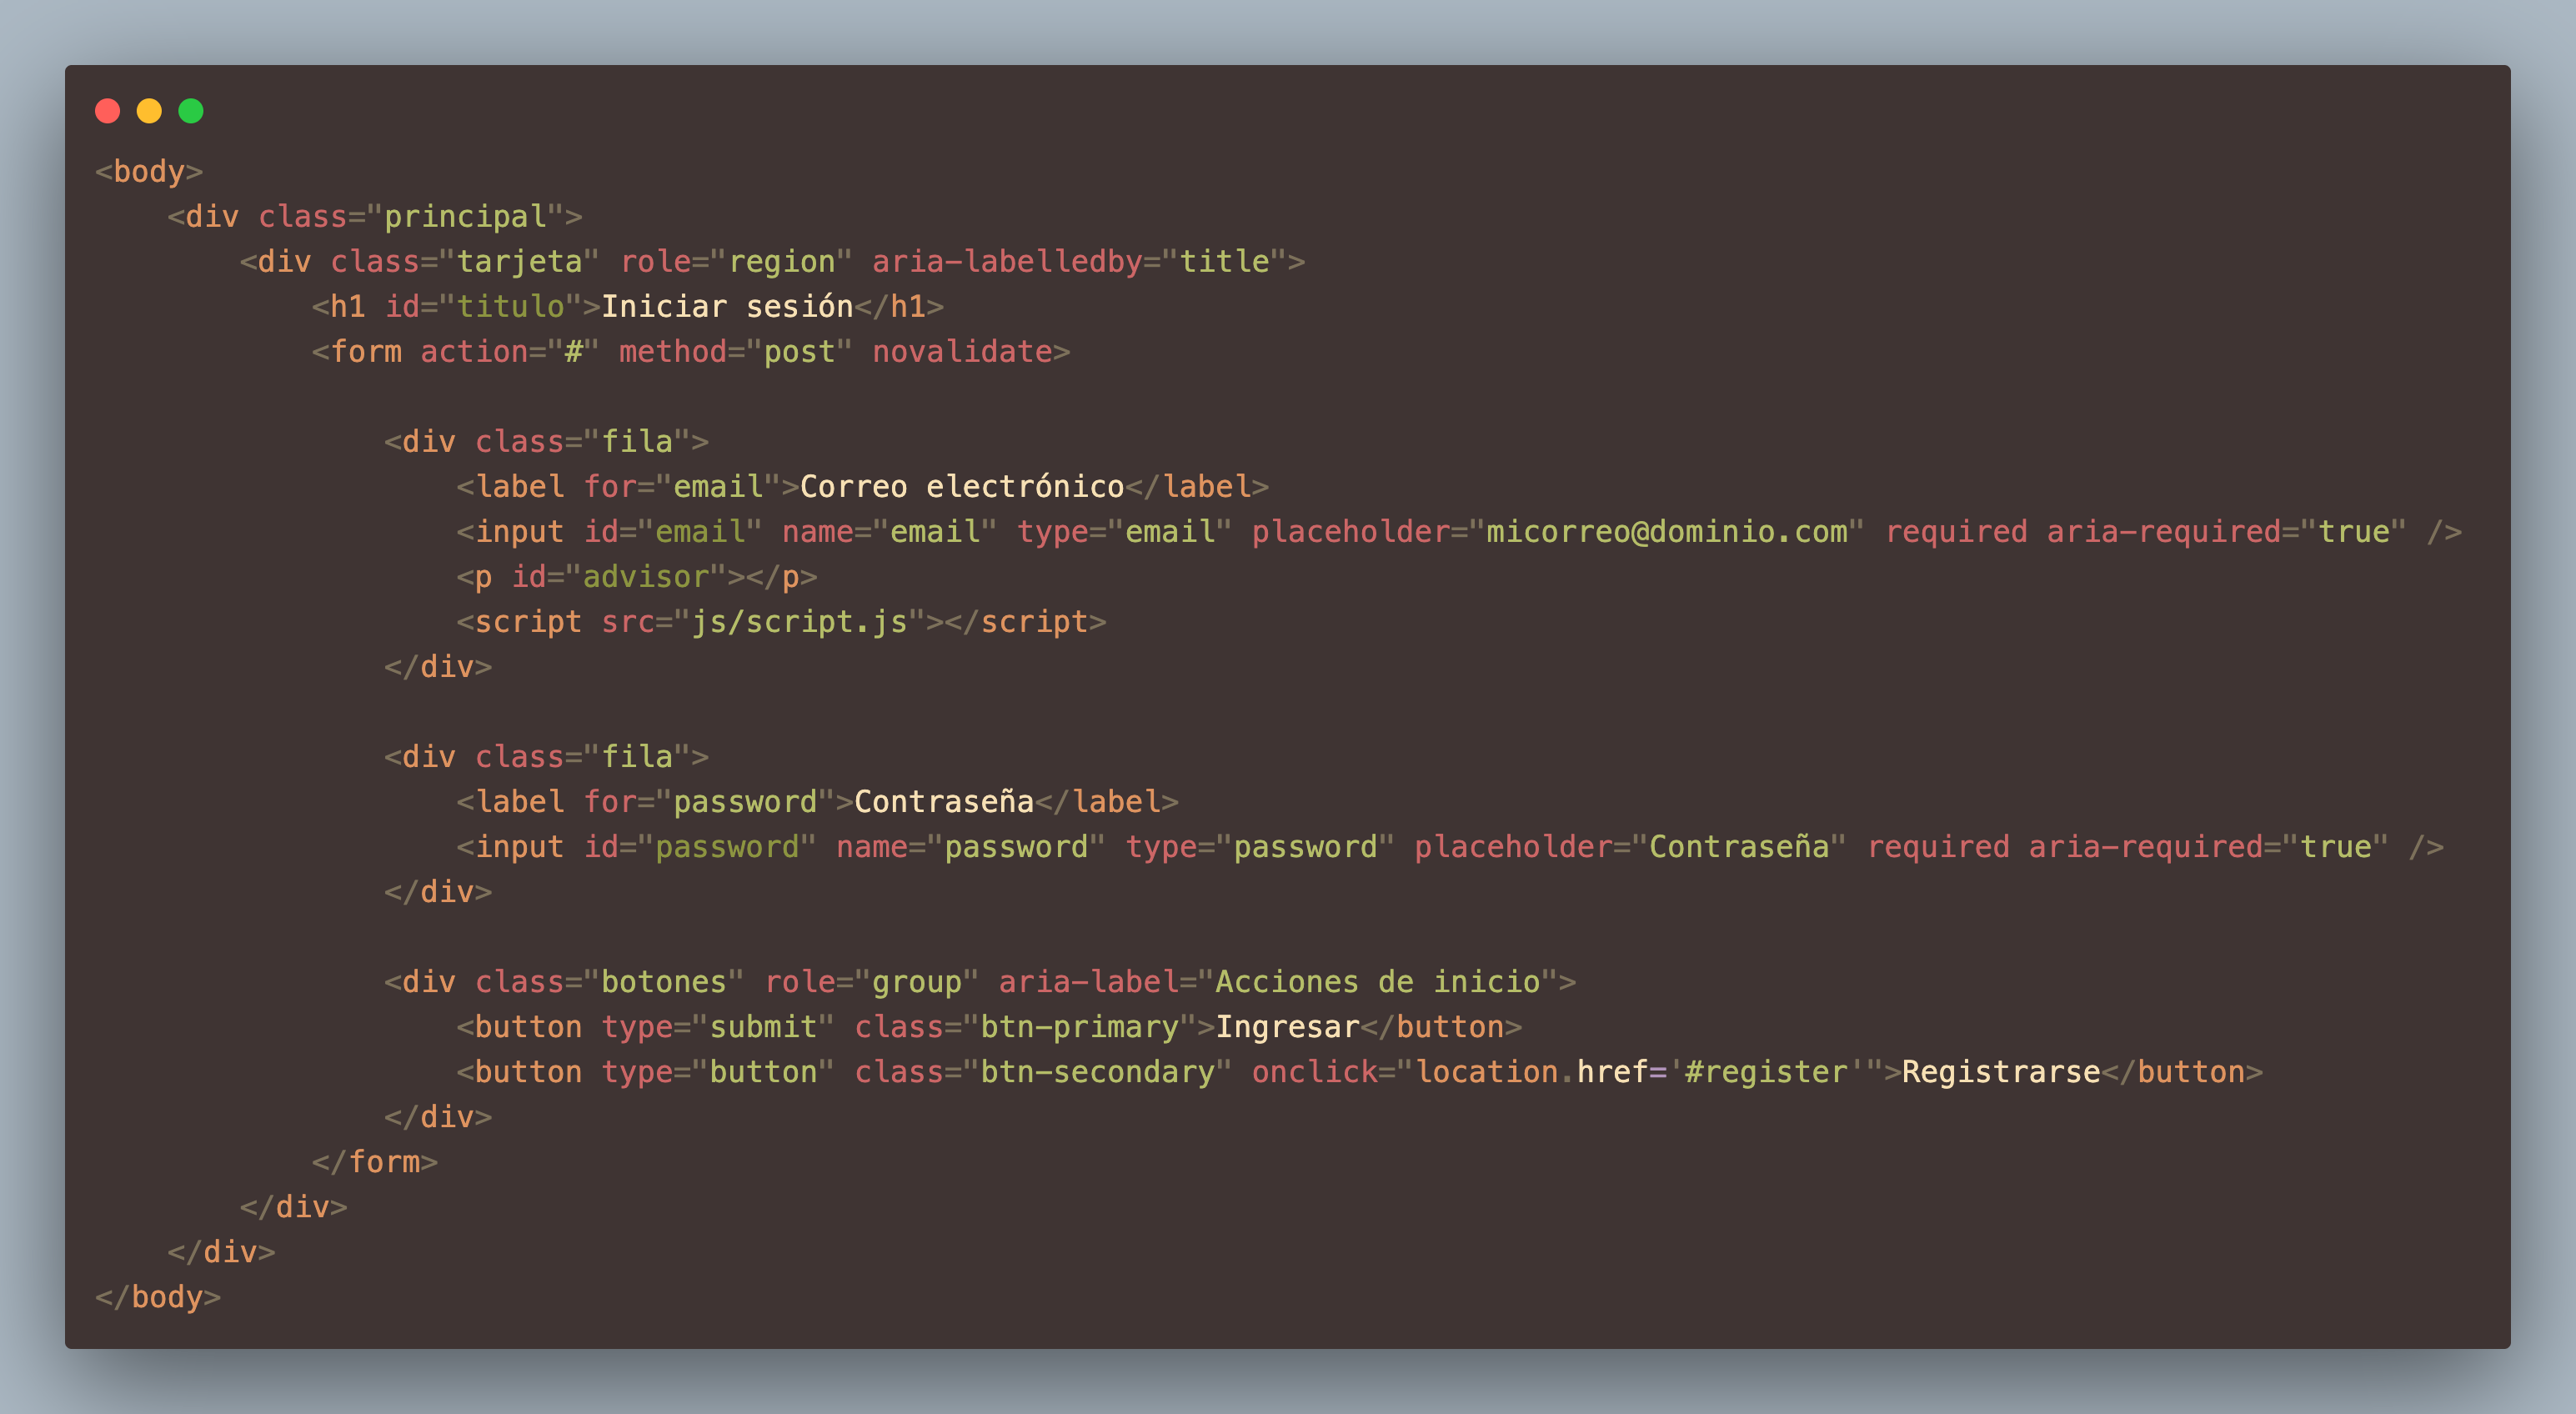 <body>
    <div class="principal">
        <div class="tarjeta" role="region" aria-labelledby="title">
            <h1 id="titulo">Iniciar sesión</h1>
            <form action="#" method="post" novalidate>

                <div class="fila">
                    <label for="email">Correo electrónico</label>
                    <input id="email" name="email" type="email" placeholder="micorreo@dominio.com" required aria-required="true" />
                    <p id="advisor"></p>
                    <script src="js/script.js"></script>
                </div>

                <div class="fila">
                    <label for="password">Contraseña</label>
                    <input id="password" name="password" type="password" placeholder="Contraseña" required aria-required="true" />
                </div>

                <div class="botones" role="group" aria-label="Acciones de inicio">
                    <button type="submit" class="btn-primary">Ingresar</button>
                    <button type="button" class="btn-secondary" onclick="location.href='#register'">Registrarse</button>
                </div>
            </form>
        </div>
    </div>
</body>